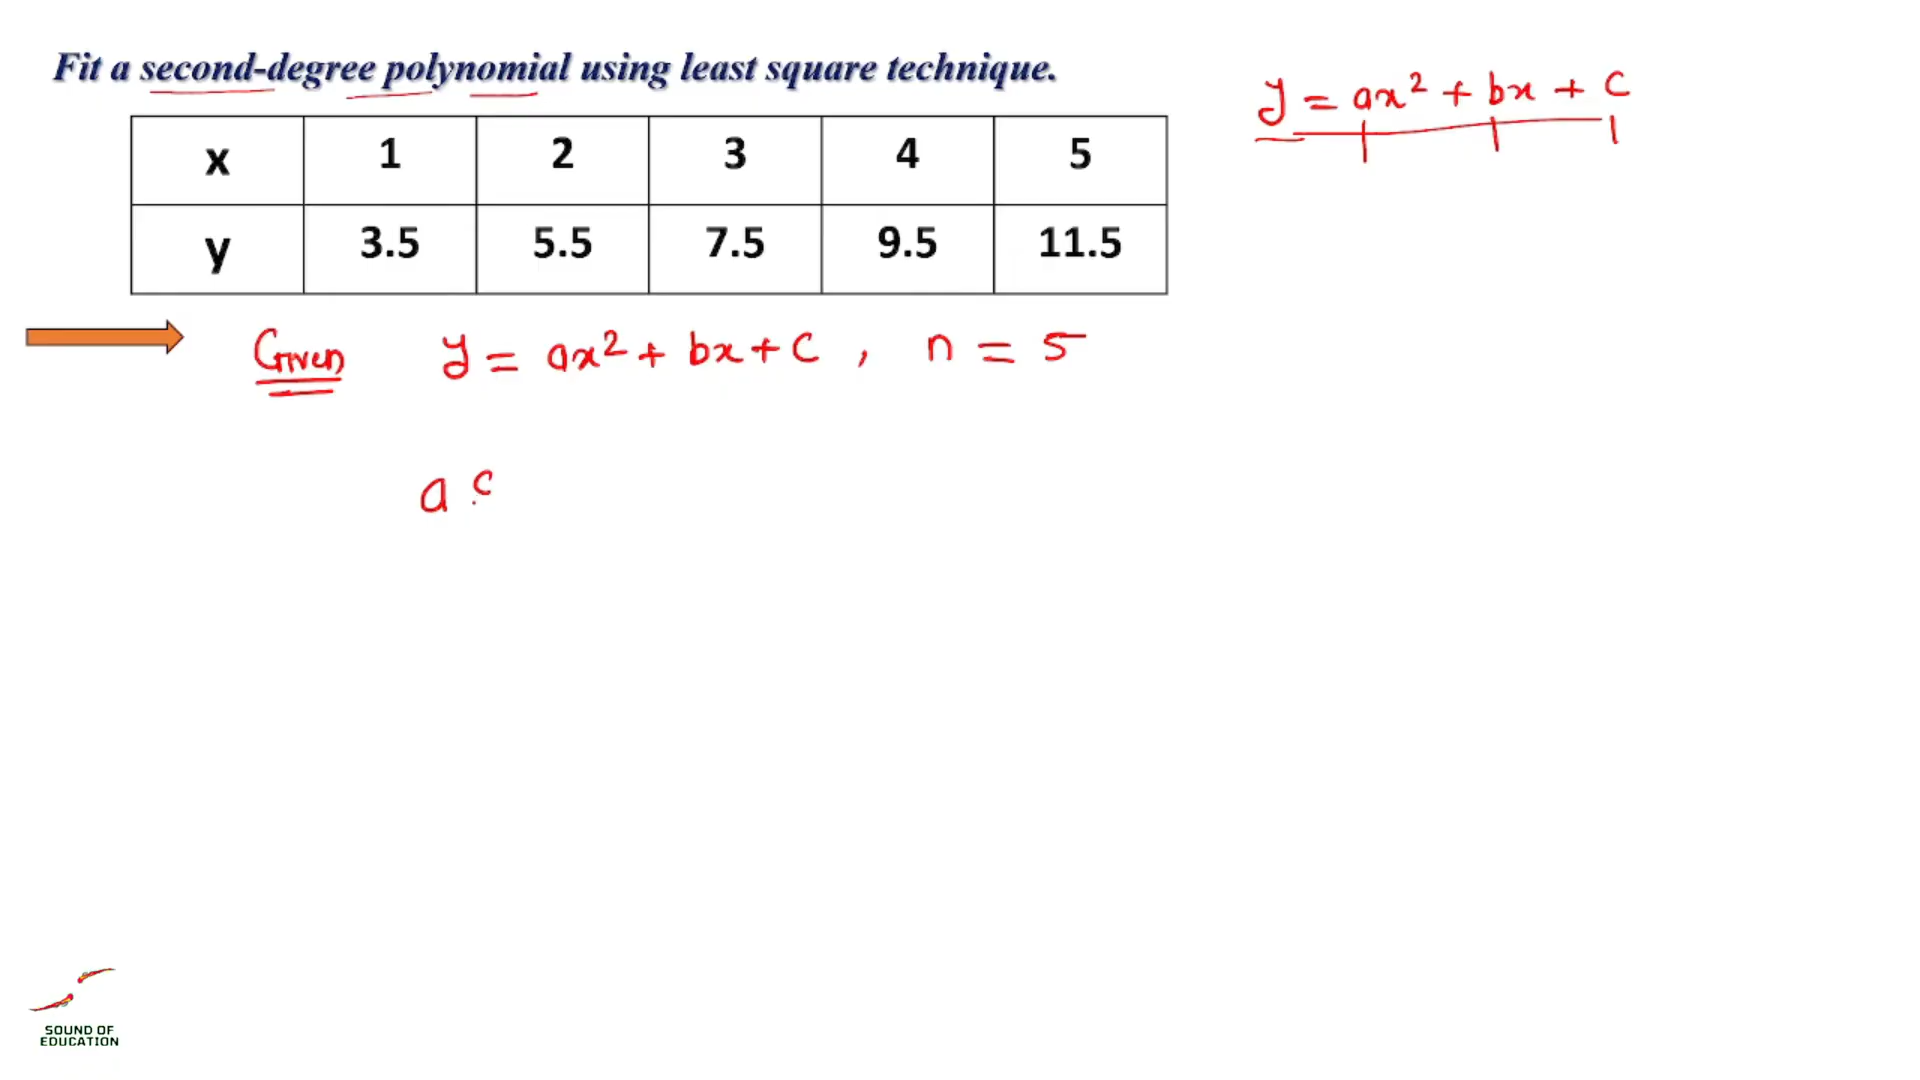 Fit a second-degree polynomial using least square technique.
y = ax² + bx + c
x 1 2 3 4 5
y 3.5 5.5 7.5 9.5 11.5
Given y = ax² + bx + c , n = 5
a
SOUND OF
EDUCATION